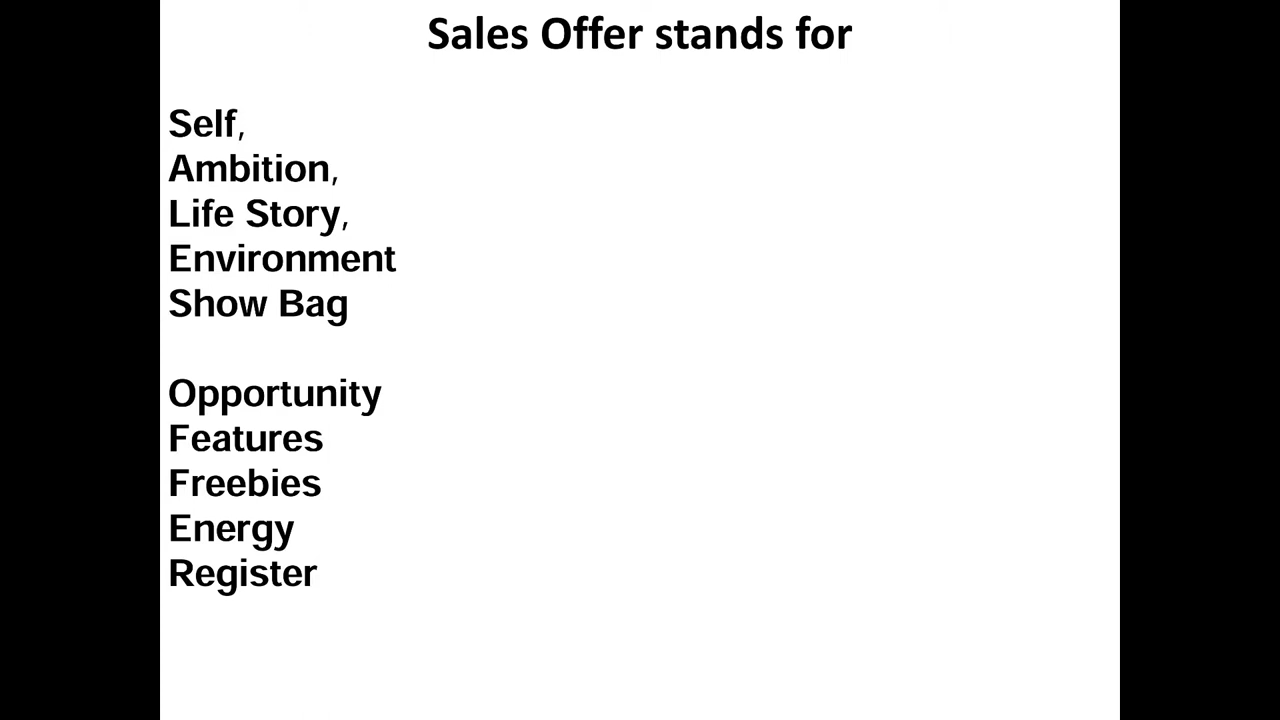 Sales Offer stands for
Self,
Ambition,
Life Story,
Environment
Show Bag
Opportunity
Features
Freebies
Energy
Register